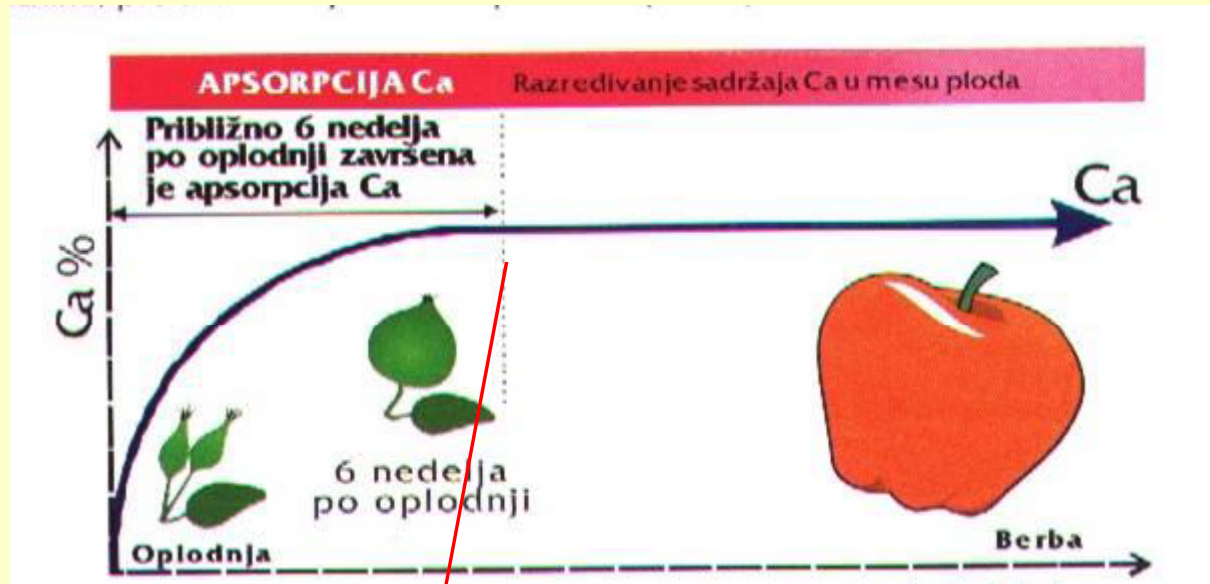 APSORPCIJA Ca
Razređivanje sadržaja Ca u mesu ploda
Približno 6 nedelja
po oplodnji završena
je apsorpcija Ca
Ca
Ca %
6 nedelja
po oplodnji
Oplodnja
Berba